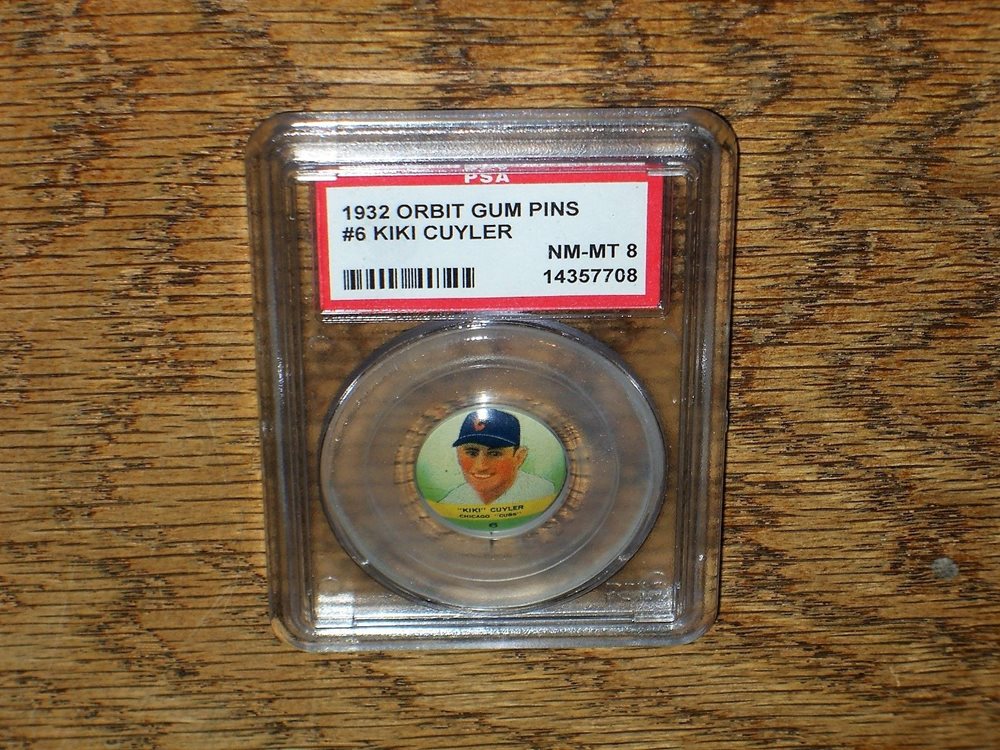 PSA
1932 ORBIT GUM PINS
#6 KIKI CUYLER
NM-MT 8
14357708
"KIKI" CUYLER
CHICAGO "CUBS"
6